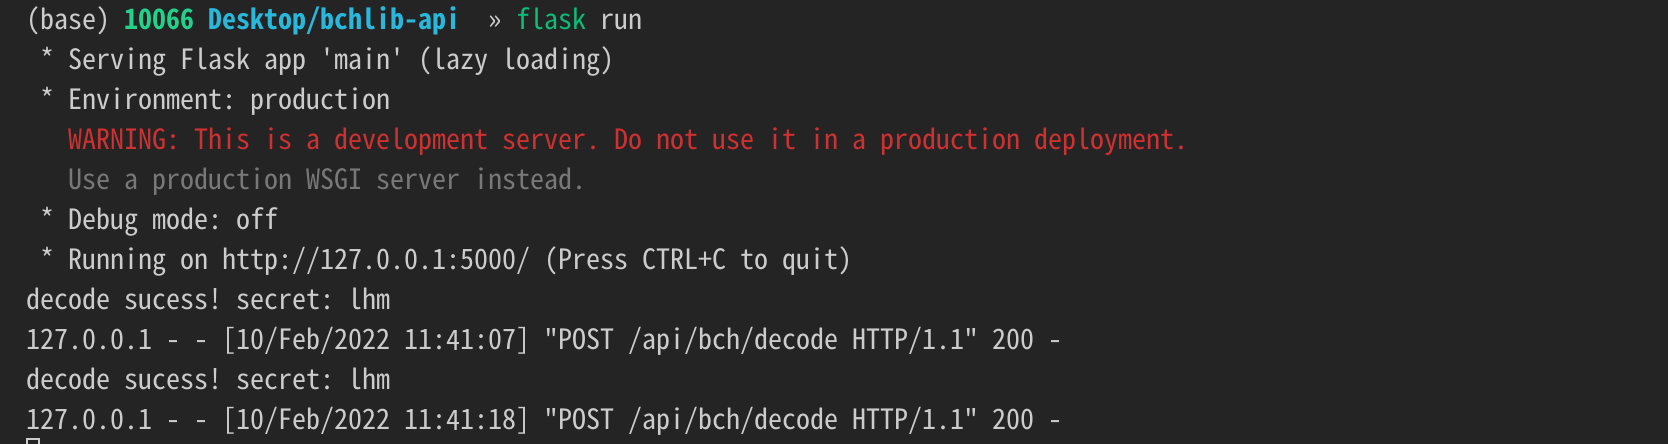 (base) 10066 Desktop/bchlib-api » flask run
* Serving Flask app 'main' (lazy loading)
* Environment: production
WARNING: This is a development server. Do not use it in a production deployment.
Use a production WSGI server instead.
* Debug mode: off
* Running on http://127.0.0.1:5000/ (Press CTRL+C to quit)
decode sucess! secret: lhm
127.0.0.1 - - [10/Feb/2022 11:41:07] "POST /api/bch/decode HTTP/1.1" 200 -
decode sucess! secret: lhm
127.0.0.1 - - [10/Feb/2022 11:41:18] "POST /api/bch/decode HTTP/1.1" 200 -